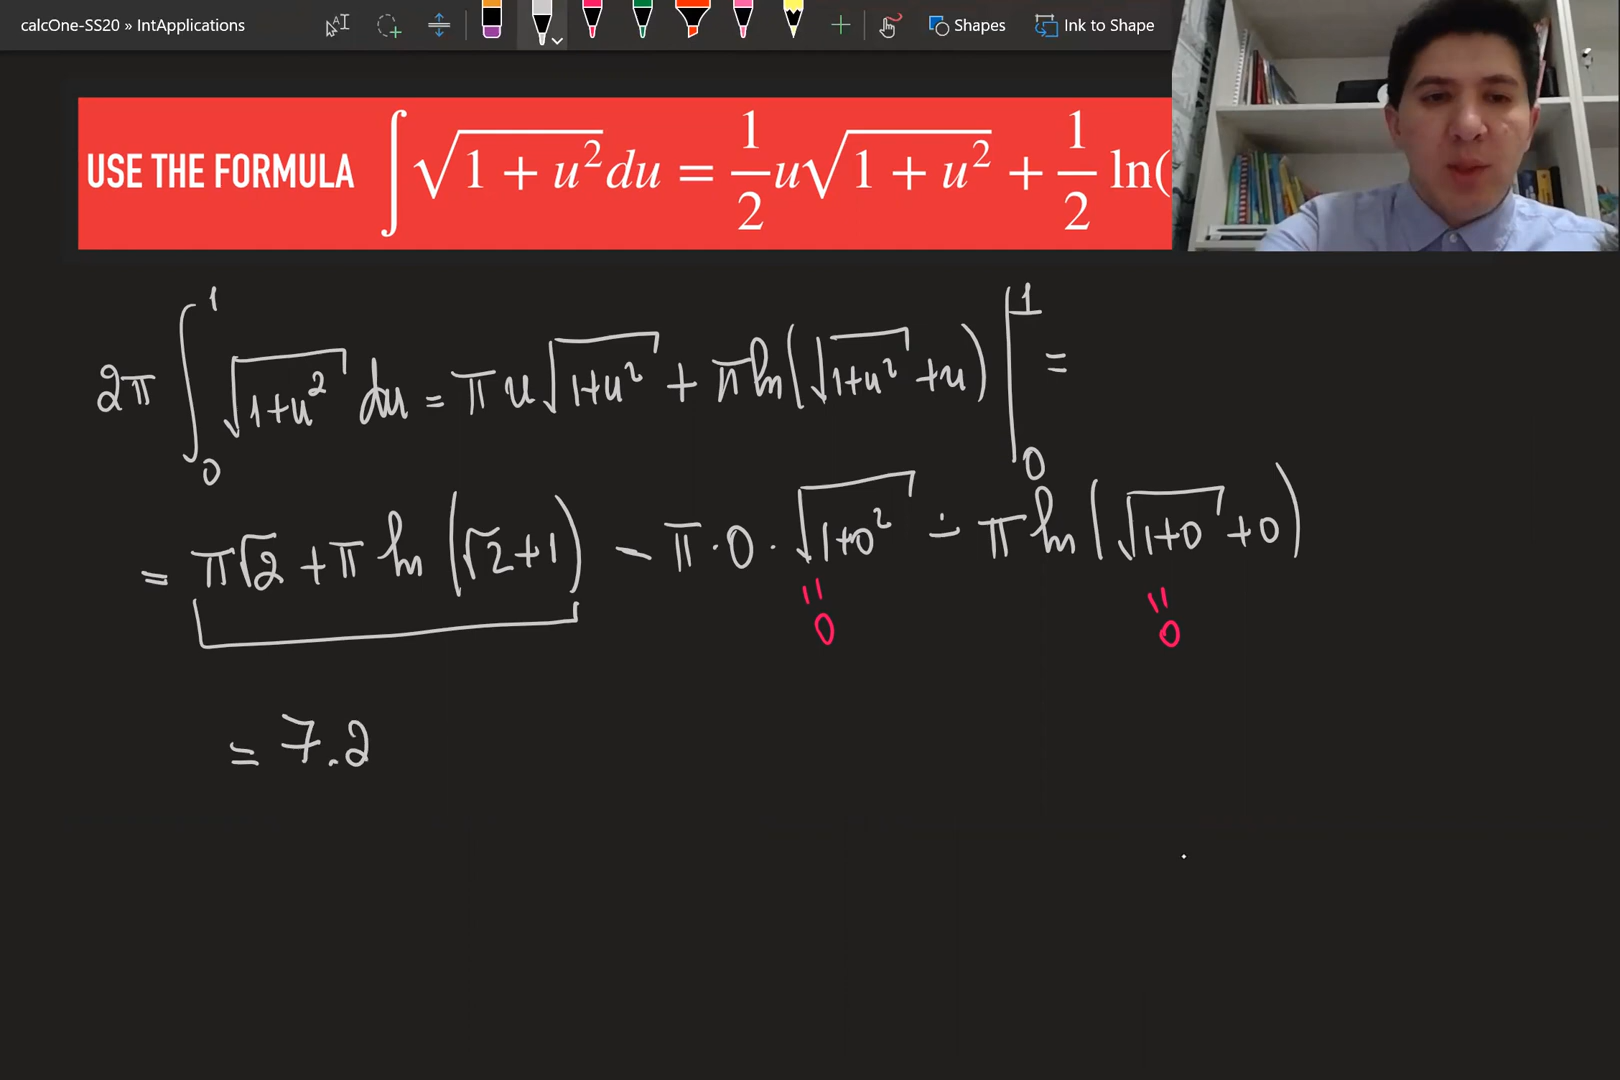 calcOne-SS20 » IntApplications
Shapes
Ink to Shape
USE THE FORMULA ∫ √(1 + u²) du = 1/2 u√(1 + u²) + 1/2 ln(
2π ∫₀¹ √(1+u²) du = π u √(1+u²) + π ln(√(1+u²) + u) |₀¹ =
= π√2 + π ln(√2+1) − π·0·√(1+0²) − π ln(√(1+0) + 0)
" 0 " 0
= 7.2